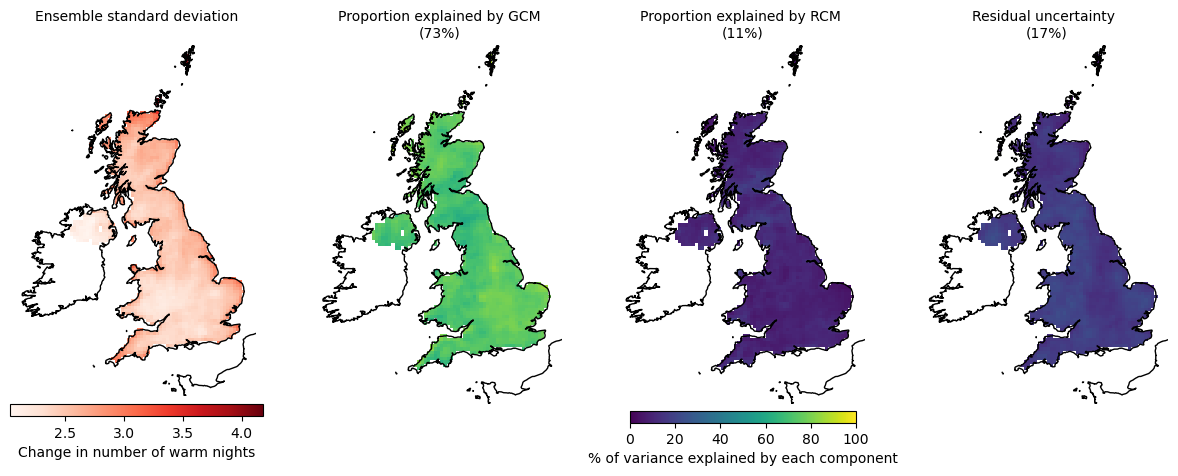 Ensemble standard deviation
Proportion explained by GCM
(73%)
Proportion explained by RCM
(11%)
Residual uncertainty
(17%)
2.5 3.0 3.5 4.0
Change in number of warm nights
0 20 40 60 80 100
% of variance explained by each component